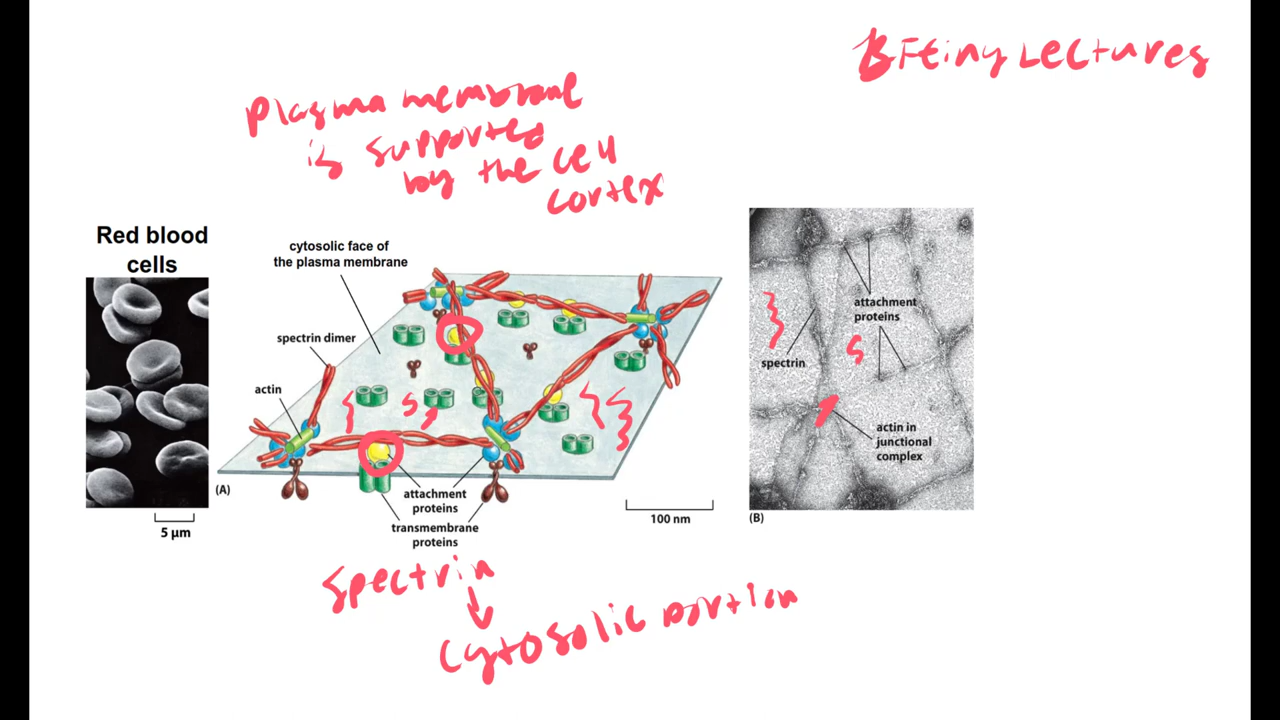 BFtiny Lectures
Plasma membrane
is supported
by the cell
cortex
Red blood
cells
5 µm
cytosolic face of
the plasma membrane
spectrin dimer
actin
(A)
attachment
proteins
transmembrane
proteins
100 nm
attachment
proteins
spectrin
actin in
junctional
complex
(B)
Spectrin
cytosolic portion